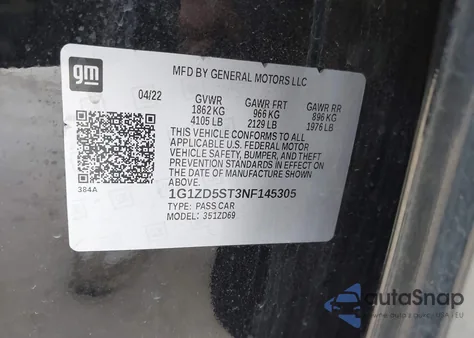 gm
MFD BY GENERAL MOTORS LLC
04/22 GVWR GAWR FRT GAWR RR
1862 KG 966 KG 896 KG
4105 LB 2129 LB 1976 LB
THIS VEHICLE CONFORMS TO ALL
APPLICABLE U.S. FEDERAL MOTOR
VEHICLE SAFETY, BUMPER, AND THEFT
PREVENTION STANDARDS IN EFFECT
ON THE DATE OF MANUFACTURE SHOWN
ABOVE.
384A
1G1ZD5ST3NF145305
TYPE: PASS CAR
MODEL: 351ZD69
autaSnap